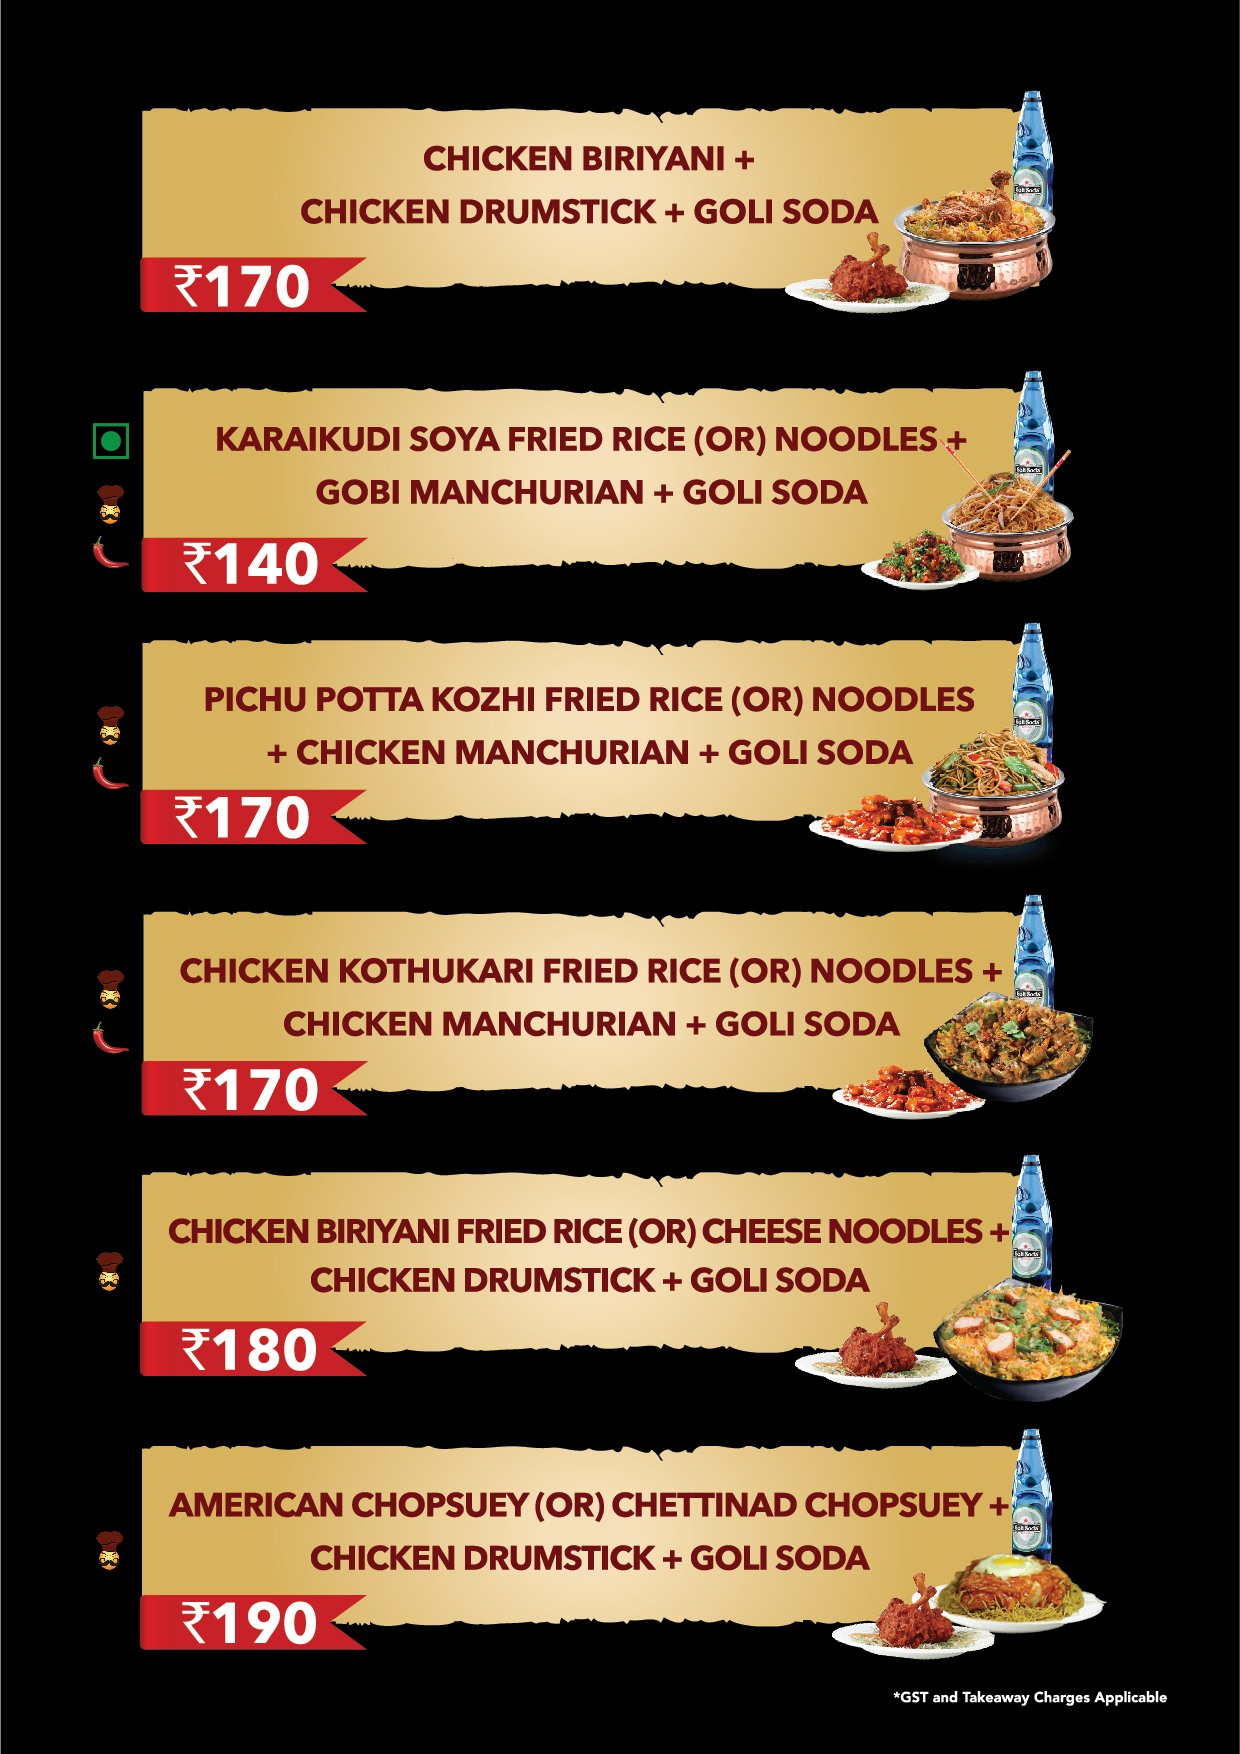 CHICKEN BIRIYANI +
CHICKEN DRUMSTICK + GOLI SODA
₹170
KARAIKUDI SOYA FRIED RICE (OR) NOODLES +
GOBI MANCHURIAN + GOLI SODA
₹140
PICHU POTTA KOZHI FRIED RICE (OR) NOODLES
+ CHICKEN MANCHURIAN + GOLI SODA
₹170
CHICKEN KOTHUKARI FRIED RICE (OR) NOODLES +
CHICKEN MANCHURIAN + GOLI SODA
₹170
CHICKEN BIRIYANI FRIED RICE (OR) CHEESE NOODLES +
CHICKEN DRUMSTICK + GOLI SODA
₹180
AMERICAN CHOPSUEY (OR) CHETTINAD CHOPSUEY +
CHICKEN DRUMSTICK + GOLI SODA
₹190
*GST and Takeaway Charges Applicable